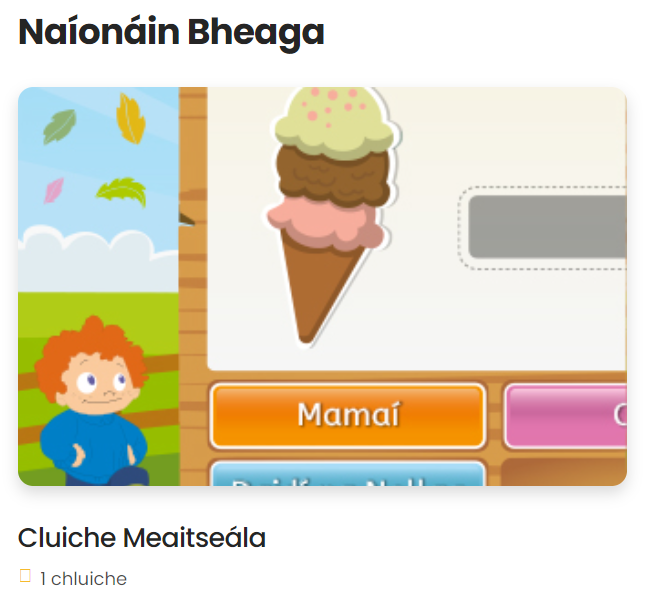 Naíonáin Bheaga
Mamaí
Cluiche Meaitseála
1 chluiche